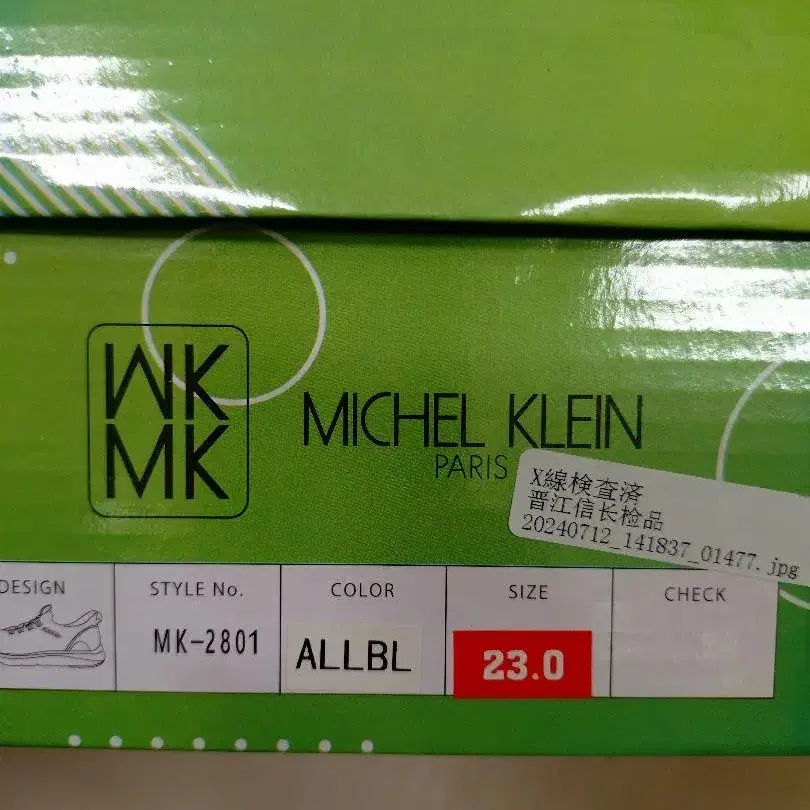 WK
MK
MICHEL KLEIN
PARIS
X線検査済
晋江信长检品
20240712_141837_01477.jpg
DESIGN STYLE No. COLOR SIZE CHECK
MK-2801 ALLBL 23.0